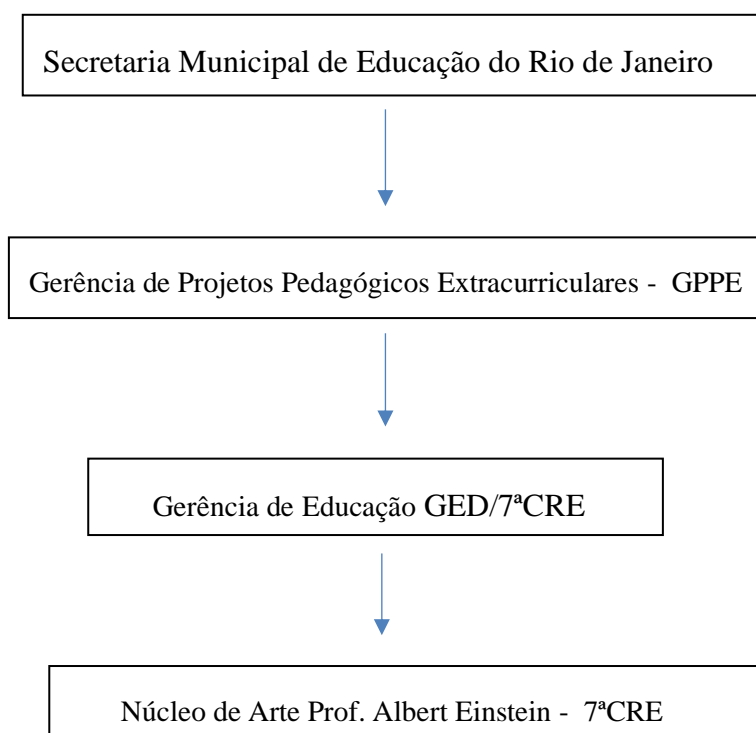 Secretaria Municipal de Educação do Rio de Janeiro
Gerência de Projetos Pedagógicos Extracurriculares - GPPE
Gerência de Educação GED/7ªCRE
Núcleo de Arte Prof. Albert Einstein - 7ªCRE